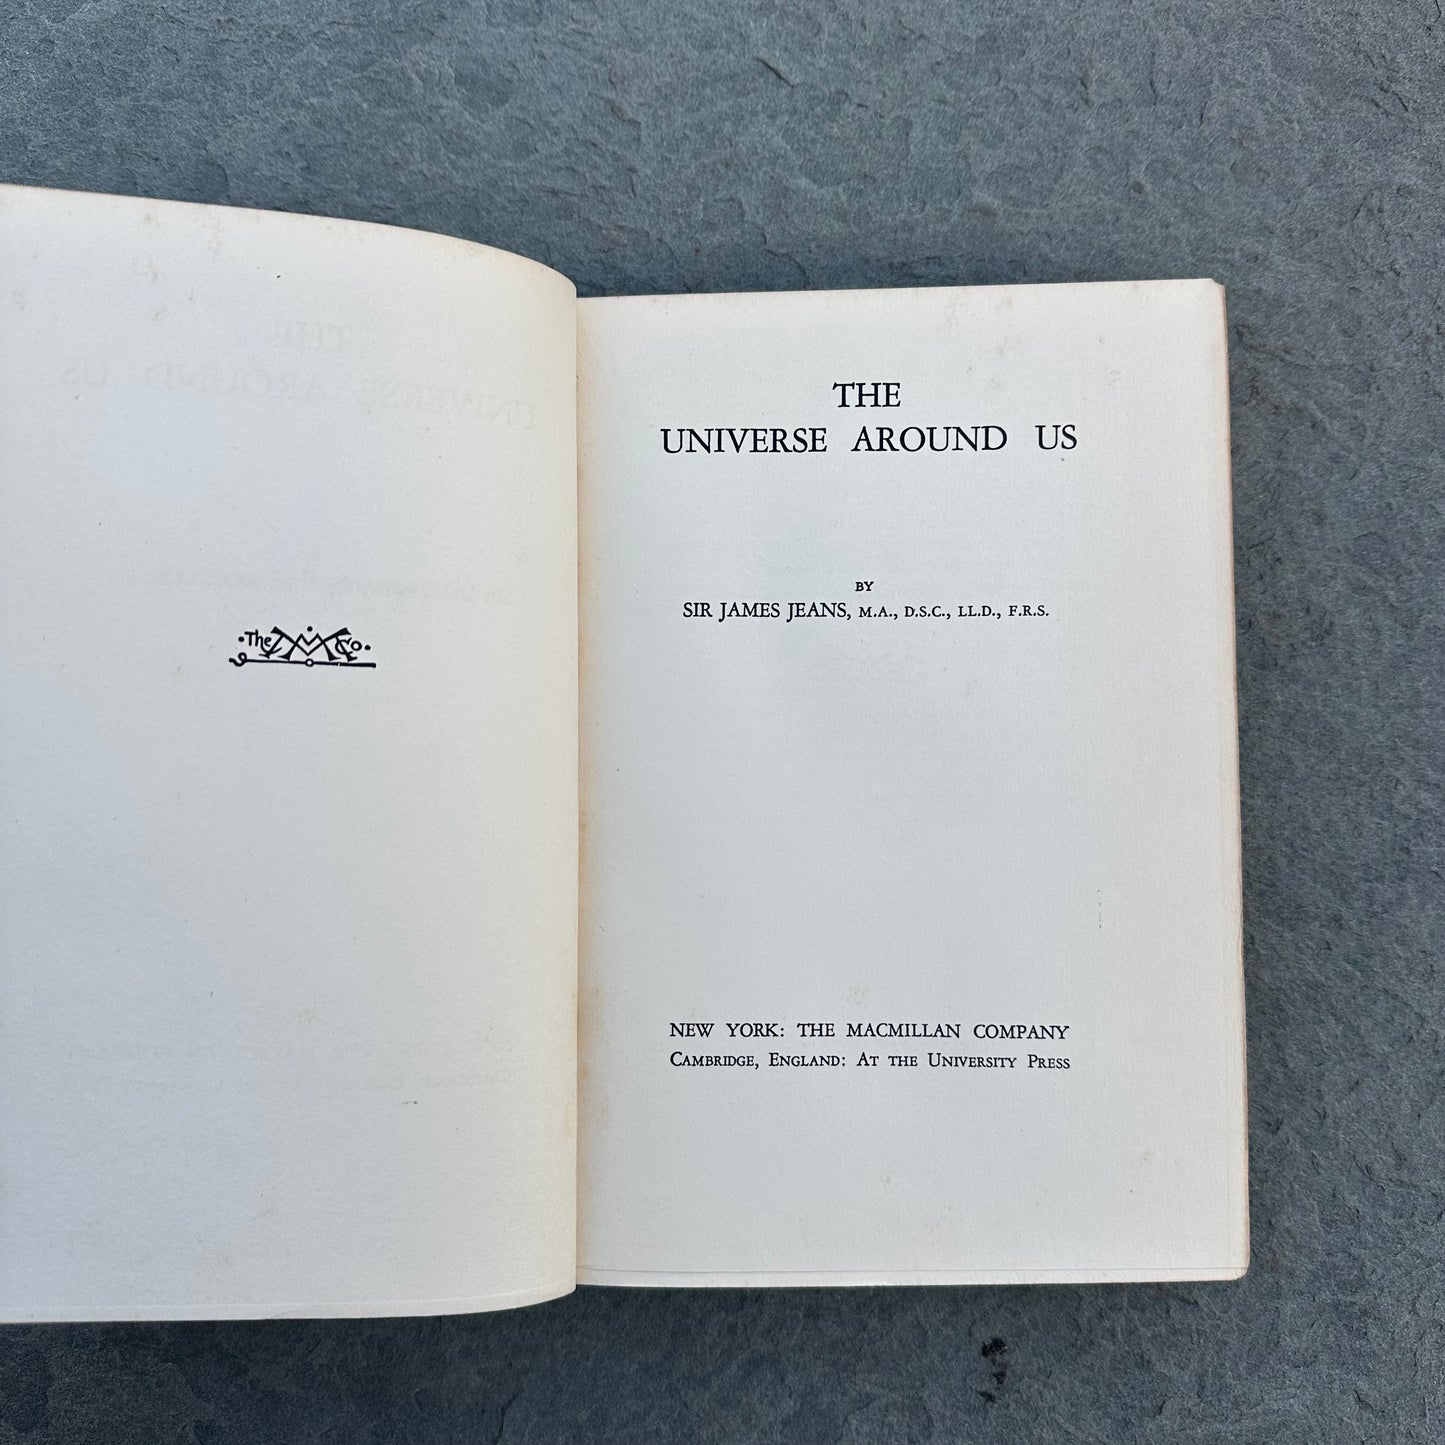 The M Co.
THE
UNIVERSE AROUND US
BY
SIR JAMES JEANS, M.A., D.S.C., LL.D., F.R.S.
NEW YORK: THE MACMILLAN COMPANY
CAMBRIDGE, ENGLAND: AT THE UNIVERSITY PRESS